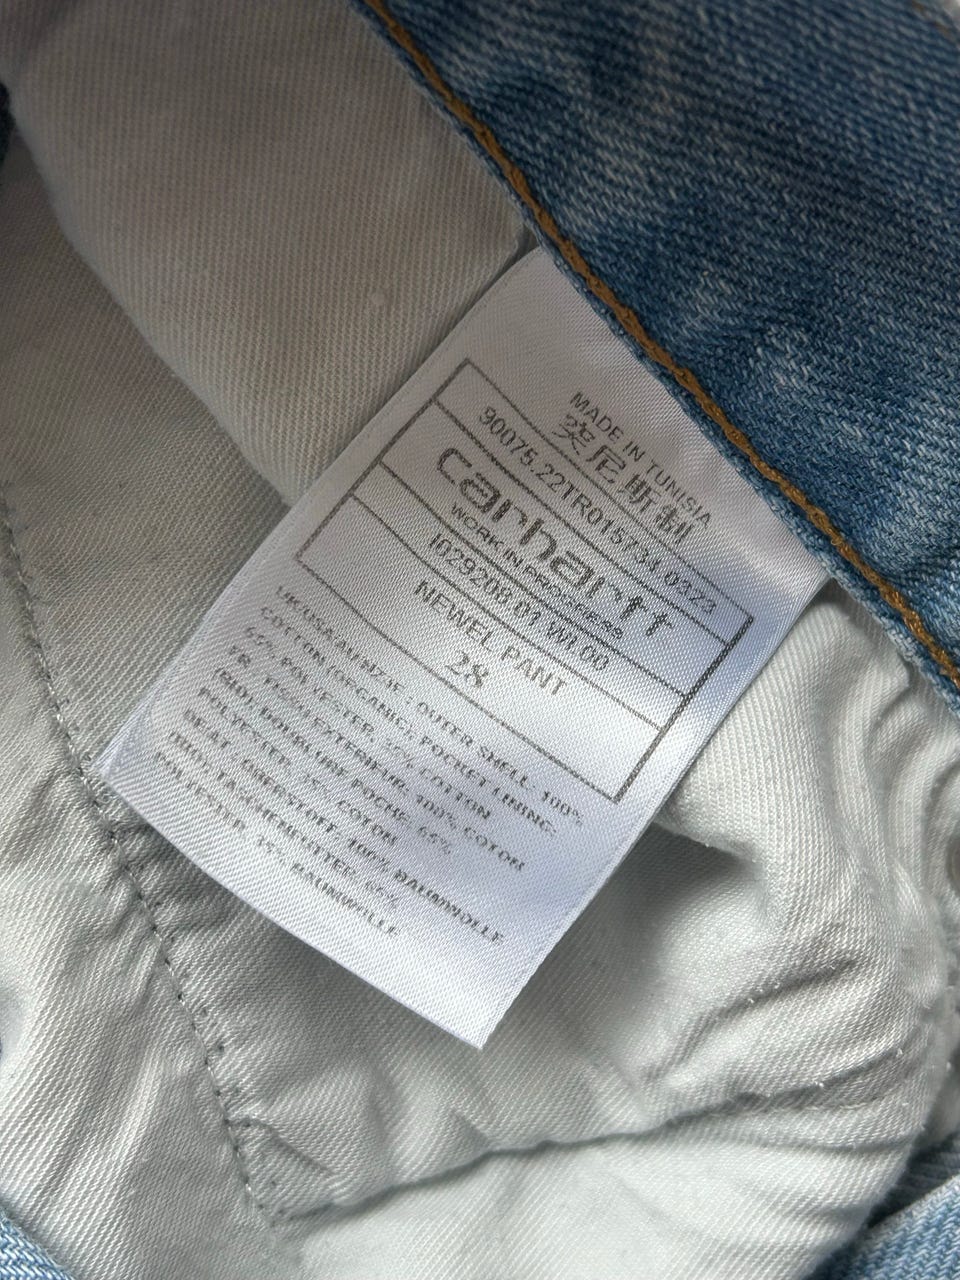 MADE IN TUNISIA
突尼斯制
90075.22TR015734.0323
carhartt
WORK IN PROGRESS
I029208.01.WI.00
NEWEL PANT
28
UK/USA/AU/NZ/IE: OUTER SHELL: 100%
COTTON (ORGANIC), POCKET LINING:
65% POLYESTER, 35% COTTON
FR TISSU EXTERIEUR: 100% COTON
(BIO), DOUBLURE POCHE: 65%
POLYESTER, 35% COTON
DE/AT OBERSTOFF: 100% BAUMWOLLE
(BIO), TASCHENFUTTER: 65%
POLYESTER, 35%
BAUMWOLLE